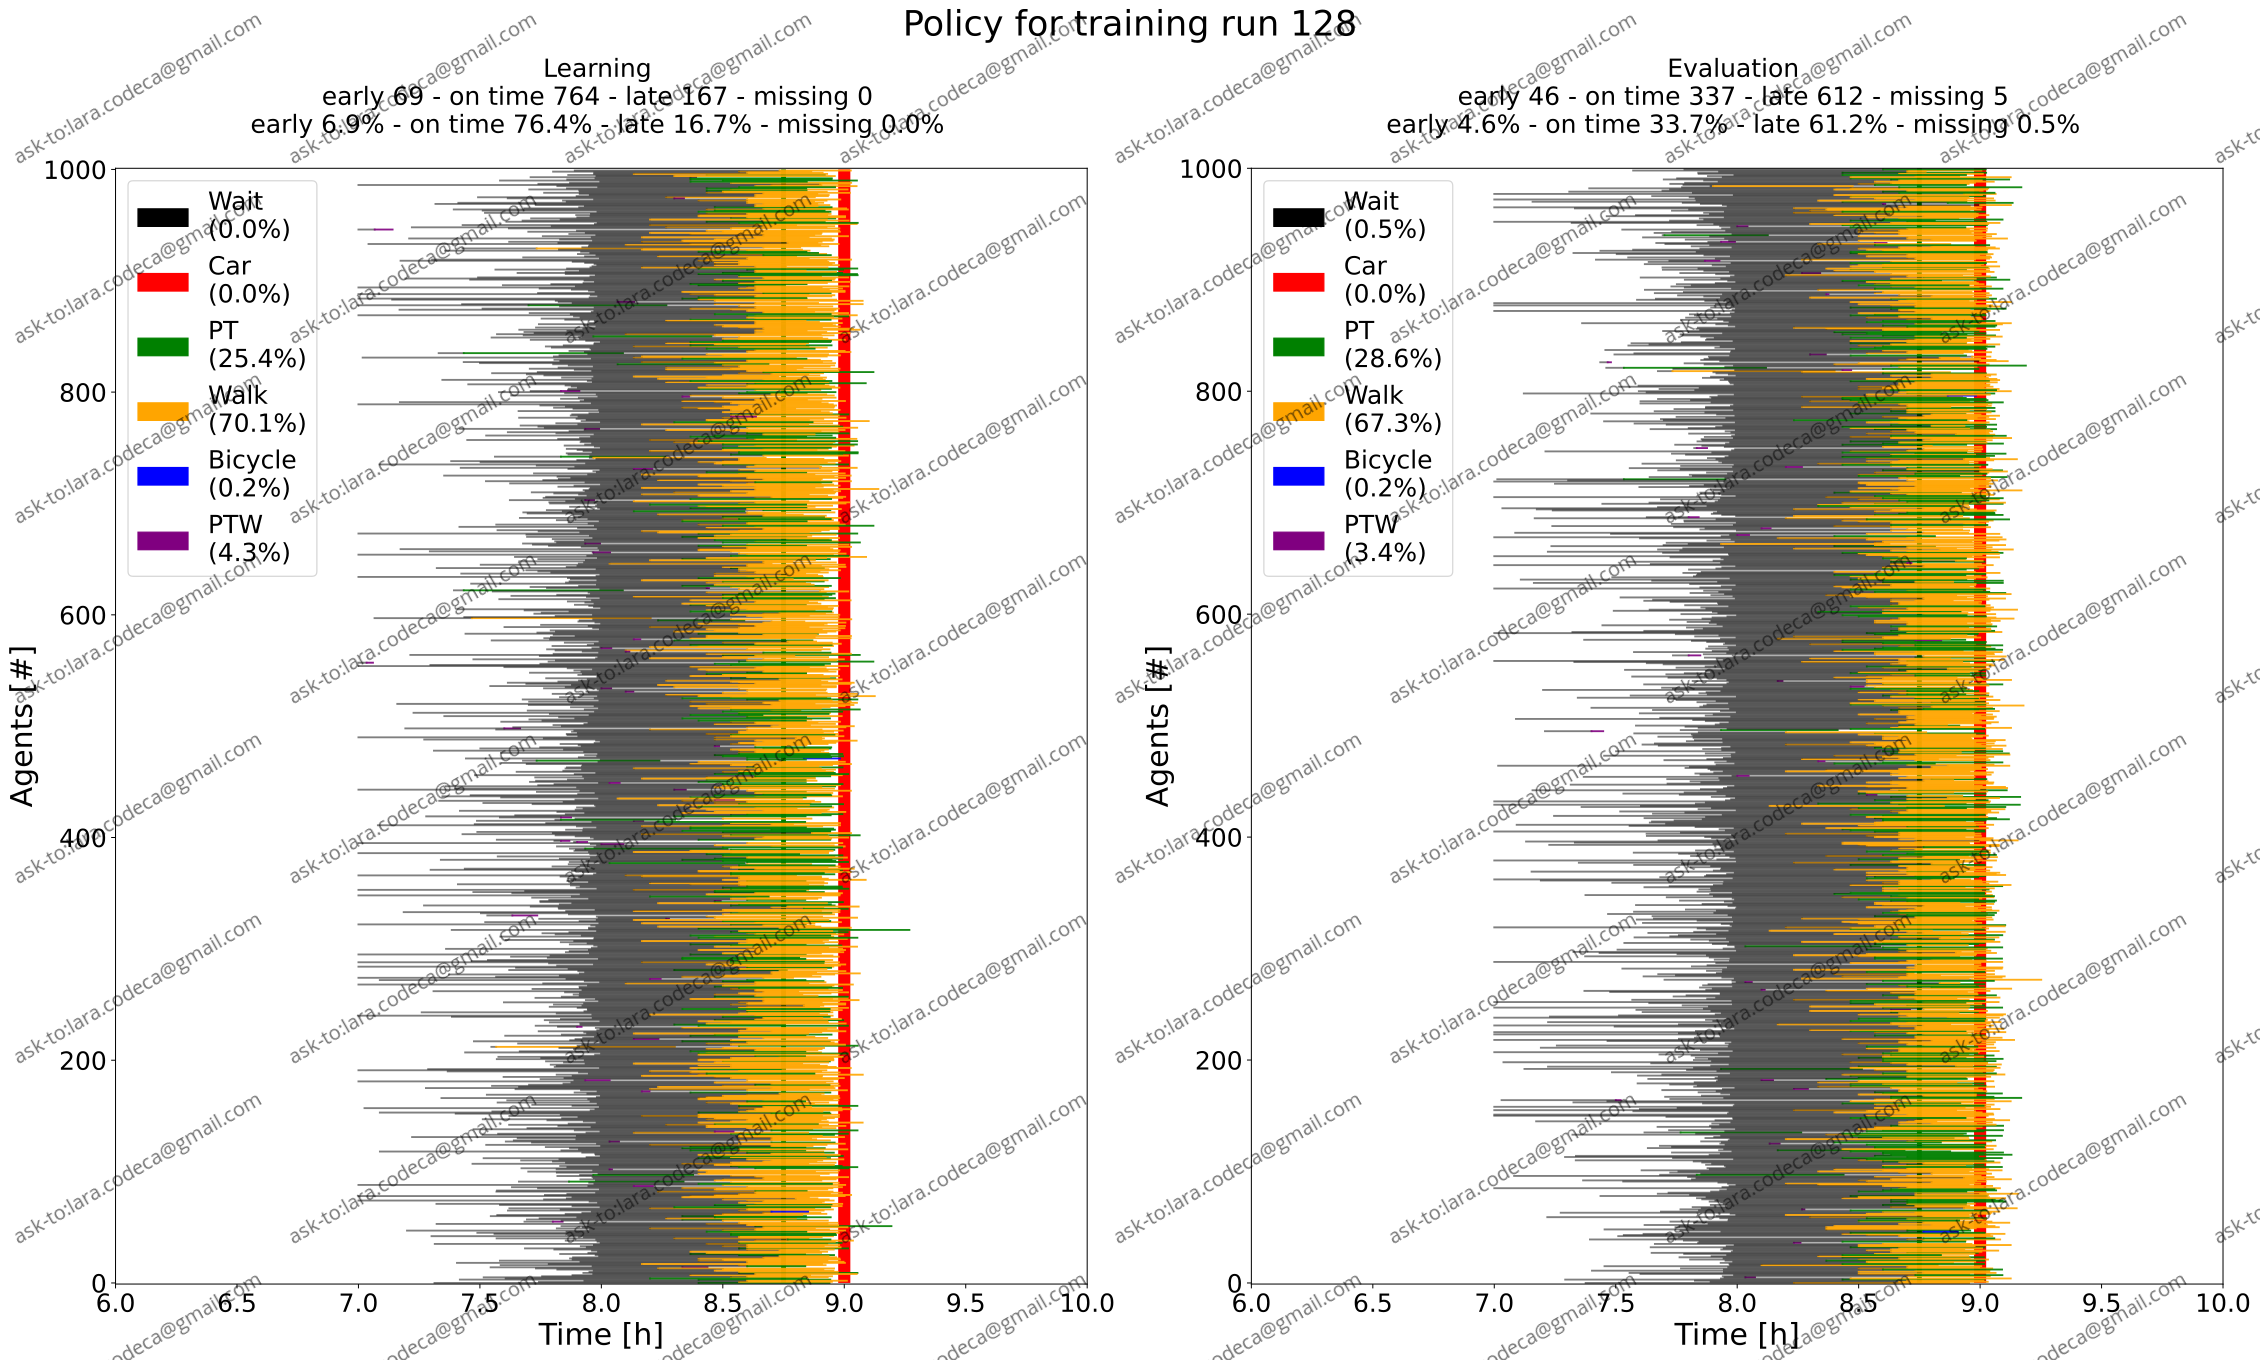 Policy for training run 128
Learning
early 69 - on time 764 - late 167 - missing 0
early 6.9% - on time 76.4% - late 16.7% - missing 0.0%
1000
800
600
400
200
0
Agents [#]
Wait
(0.0%)
Car
(0.0%)
PT
(25.4%)
Walk
(70.1%)
Bicycle
(0.2%)
PTW
(4.3%)
6.0 6.5 7.0 7.5 8.0 8.5 9.0 9.5 10.0
Time [h]
Evaluation
early 46 - on time 337 - late 612 - missing 5
early 4.6% - on time 33.7% - late 61.2% - missing 0.5%
1000
800
600
400
200
0
Agents [#]
Wait
(0.5%)
Car
(0.0%)
PT
(28.6%)
Walk
(67.3%)
Bicycle
(0.2%)
PTW
(3.4%)
6.0 6.5 7.0 7.5 8.0 8.5 9.0 9.5 10.0
Time [h]
ask-to:lara.codeca@gmail.com